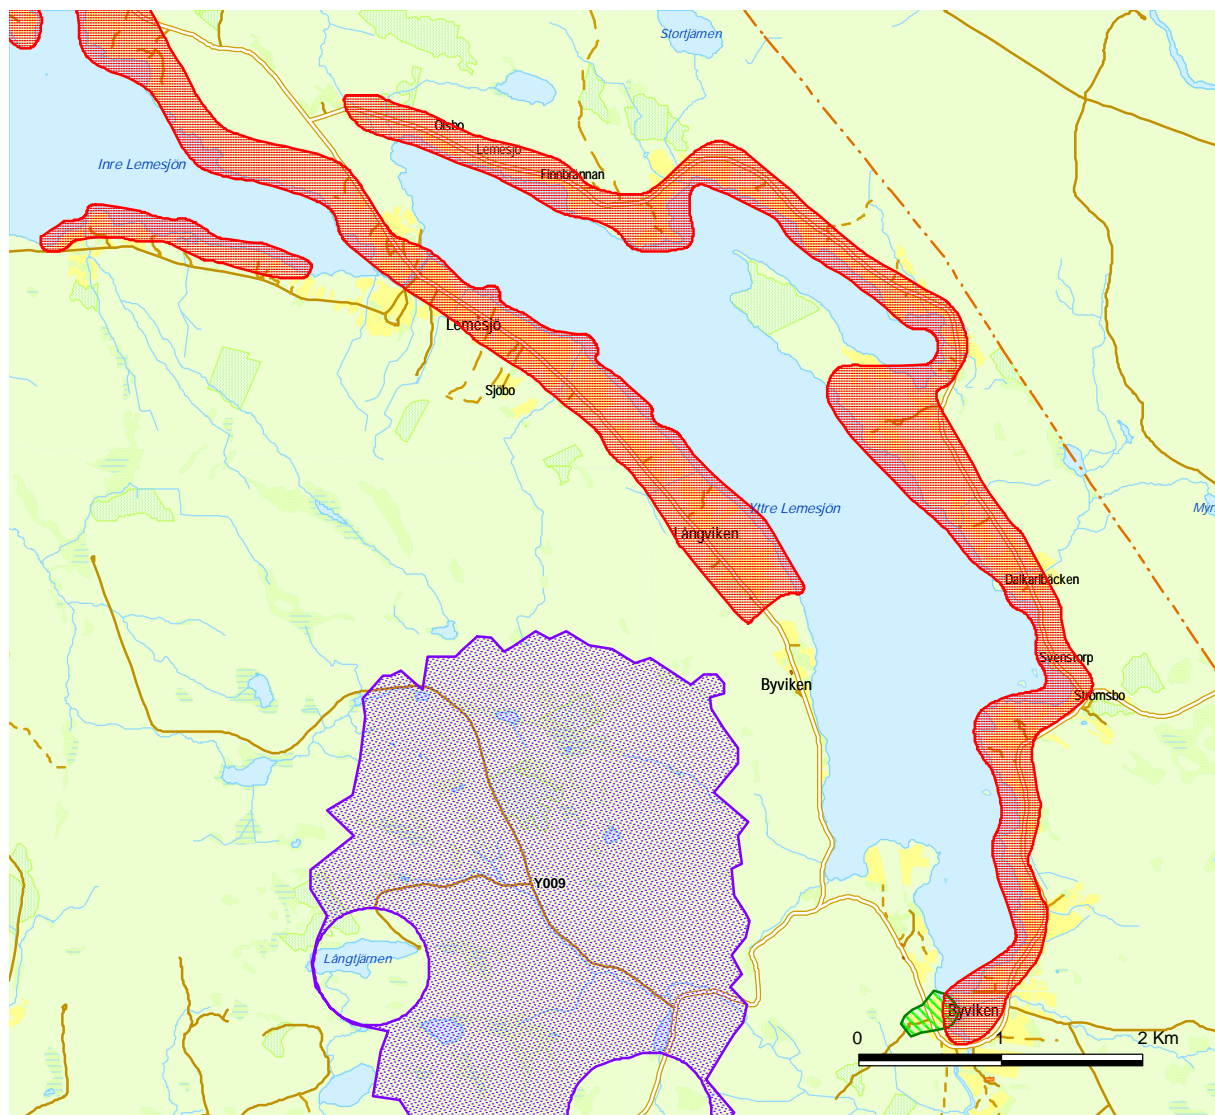 Stortjärnen
Olsbo
Lemesjö
Inre Lemesjön
Finnbrännan
Lemesjö
Sjöbo
Yttre Lemesjön
Långviken
Dalkarlbäcken
Svenstorp
Byviken
Strömsbo
Y009
Långtjärnen
Byviken
0 1 2 Km